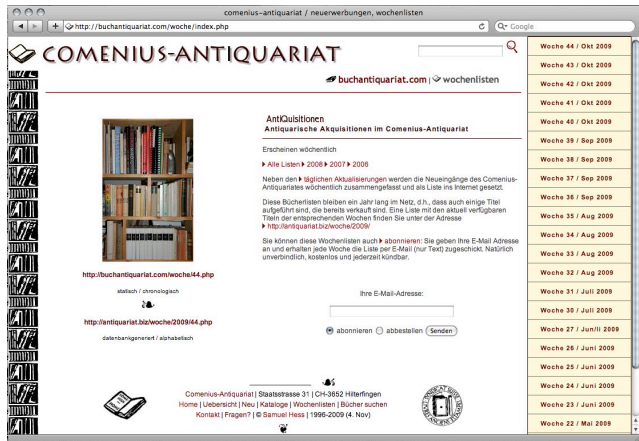 comenius-antiquariat / neuerwerbungen, wochenlisten
http://buchantiquariat.com/woche/index.php
Google
COMENIUS-ANTIQUARIAT
buchantiquariat.com | wochenlisten
AntiQuisitionen
Antiquarische Akquisitionen im Comenius-Antiquariat
Erscheinen wöchentlich
Alle Listen 2008 2007 2006
Neben den täglichen Aktualisierungen werden die Neueingänge des Comenius-
Antiquariates wöchentlich zusammengefasst und als Liste ins Internet gesetzt.
Diese Bücherlisten bleiben ein Jahr lang im Netz, d.h., dass auch einige Titel
aufgeführt sind, die bereits verkauft sind. Eine Liste mit den aktuell verfügbaren
Titeln der entsprechenden Wochen finden Sie unter der Adresse
http://antiquariat.biz/woche/2009/
Sie können diese Wochenlisten auch abonnieren: Sie geben Ihre E-Mail Adresse
an und erhalten jede Woche die Liste per E-Mail (nur Text) zugeschickt. Natürlich
unverbindlich, kostenlos und jederzeit kündbar.
http://buchantiquariat.com/woche/44.php
statisch / chronologisch
http://antiquariat.biz/woche/2009/44.php
datenbankgeneriert / alphabetisch
Ihre E-Mail-Adresse:
abonnieren abbestellen Senden
Comenius-Antiquariat | Staatsstrasse 31 | CH-3652 Hilterfingen
Home | Uebersicht | Neu | Kataloge | Wochenlisten | Bücher suchen
Kontakt | Fragen? | © Samuel Hess | 1996-2009 (4. Nov)
Woche 44 / Okt 2009
Woche 43 / Okt 2009
Woche 42 / Okt 2009
Woche 41 / Okt 2009
Woche 40 / Okt 2009
Woche 39 / Sep 2009
Woche 38 / Sep 2009
Woche 37 / Sep 2009
Woche 36 / Sep 2009
Woche 35 / Aug 2009
Woche 34 / Aug 2009
Woche 33 / Aug 2009
Woche 32 / Aug 2009
Woche 31 / Juli 2009
Woche 30 / Juli 2009
Woche 27 / Jun/li 2009
Woche 26 / Juni 2009
Woche 25 / Juli 2009
Woche 24 / Juni 2009
Woche 23 / Juni 2009
Woche 22 / Mai 2009